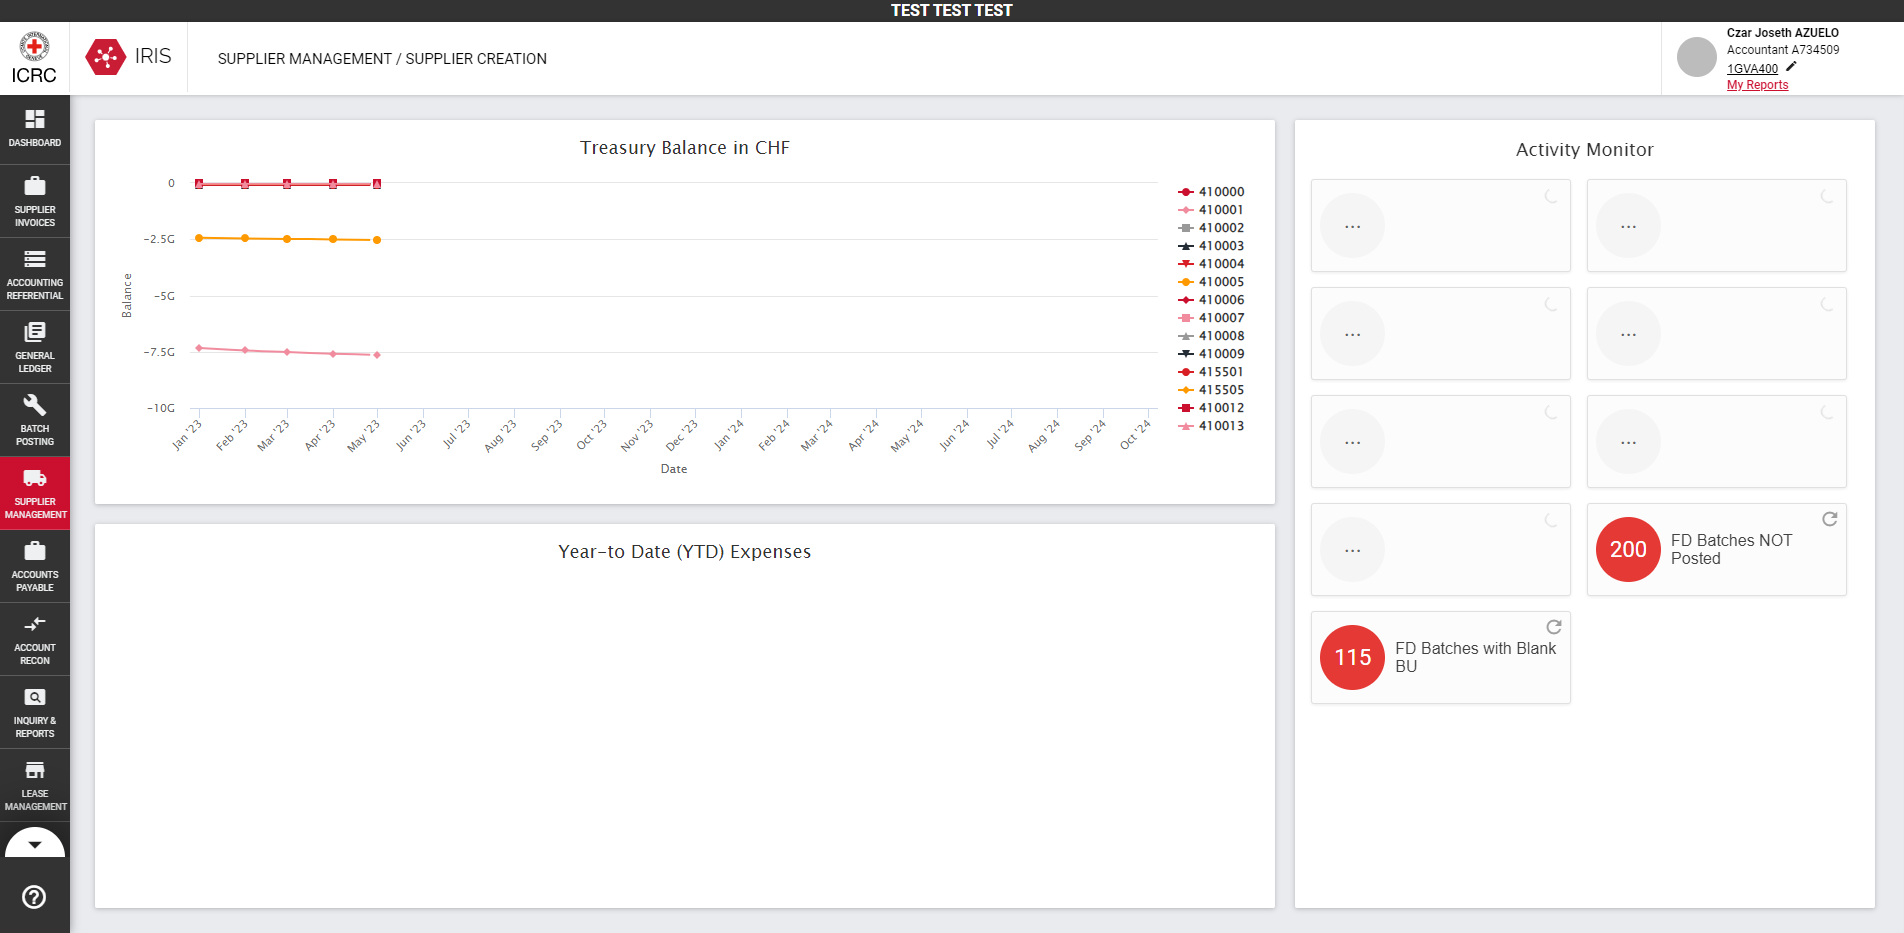 TEST TEST TEST
ICRC
IRIS
SUPPLIER MANAGEMENT / SUPPLIER CREATION
Czar Joseth AZUELO
Accountant A734509
1GVA400
My Reports
DASHBOARD
SUPPLIER
INVOICES
ACCOUNTING
REFERENTIAL
GENERAL
LEDGER
BATCH
POSTING
SUPPLIER
MANAGEMENT
ACCOUNTS
PAYABLE
ACCOUNT
RECON
INQUIRY &
REPORTS
LEASE
MANAGEMENT
Treasury Balance in CHF
Balance
0
-2.5G
-5G
-7.5G
-10G
Jan '23
Feb '23
Mar '23
Apr '23
May '23
Jun '23
Jul '23
Aug '23
Sep '23
Oct '23
Nov '23
Dec '23
Jan '24
Feb '24
Mar '24
Apr '24
May '24
Jun '24
Jul '24
Aug '24
Sep '24
Oct '24
Date
410000
410001
410002
410003
410004
410005
410006
410007
410008
410009
415501
415505
410012
410013
Year-to Date (YTD) Expenses
Activity Monitor
...
...
...
...
...
...
...
200
FD Batches NOT
Posted
115
FD Batches with Blank
BU